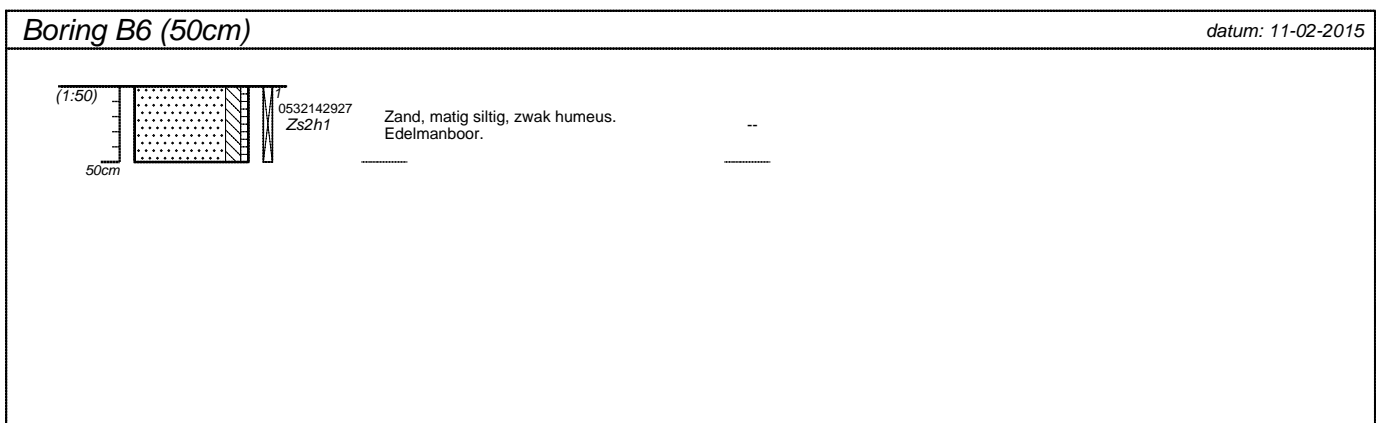 Boring B6 (50cm)
datum: 11-02-2015
(1:50)
1
0532142927
Zs2h1
Zand, matig siltig, zwak humeus.
Edelmanboor.
--
50cm